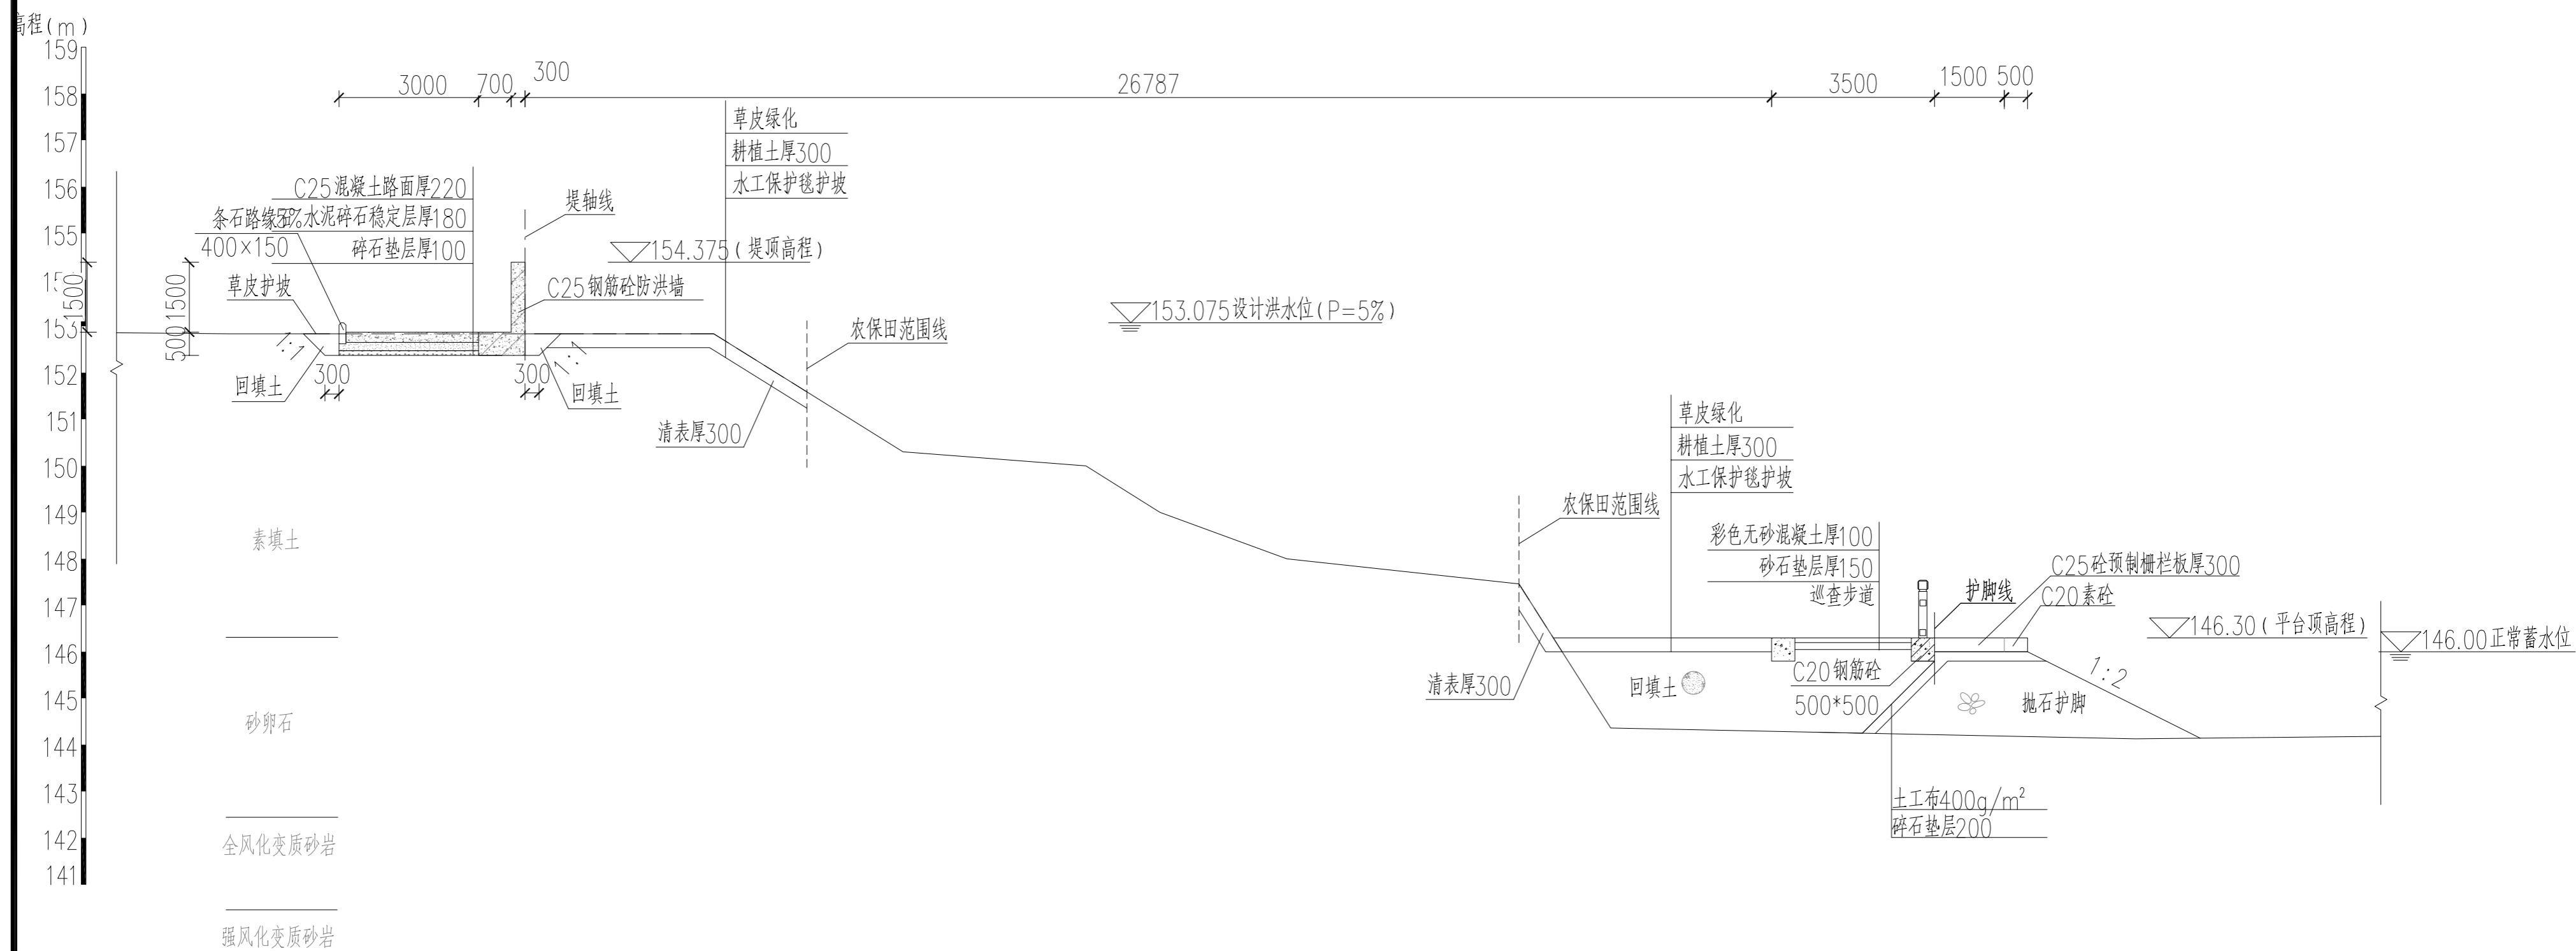 高程(m)
159
158
157
156
155
15
153
152
151
150
149
148
147
146
145
144
143
142
141
3000
700
300
26787
3500
1500
500
草皮绿化
耕植土厚300
水工保护毯护坡
C25混凝土路面厚220
5%水泥碎石稳定层厚180
碎石垫层厚100
条石路缘石
400×150
草皮护坡
1500
1500
500
堤轴线
154.375(堤顶高程)
C25钢筋砼防洪墙
153.075设计洪水位(P=5%)
农保田范围线
1:1
1:1
300
300
回填土
回填土
清表厚300
草皮绿化
耕植土厚300
水工保护毯护坡
农保田范围线
彩色无砂混凝土厚100
砂石垫层厚150
巡查步道
护脚线
C25砼预制栅栏板厚300
C20素砼
146.30(平台顶高程)
146.00正常蓄水位
清表厚300
回填土
C20钢筋砼
500*500
抛石护脚
1:2
土工布400g/m²
碎石垫层200
素填土
砂卵石
全风化变质砂岩
强风化变质砂岩